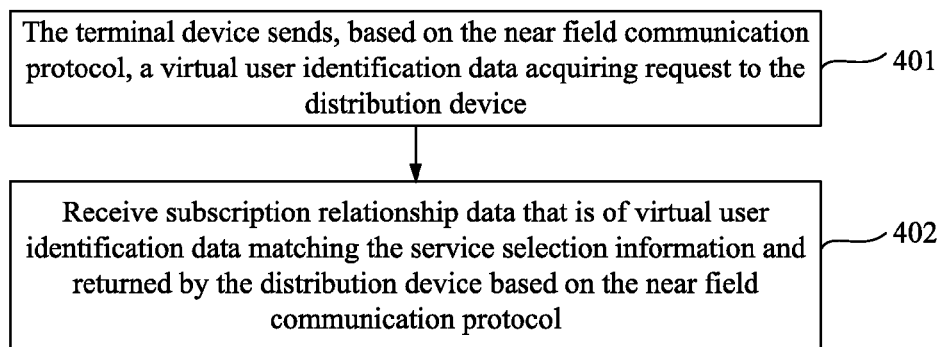 The terminal device sends, based on the near field communication
protocol, a virtual user identification data acquiring request to the
distribution device
401
Receive subscription relationship data that is of virtual user
identification data matching the service selection information and
returned by the distribution device based on the near field
communication protocol
402